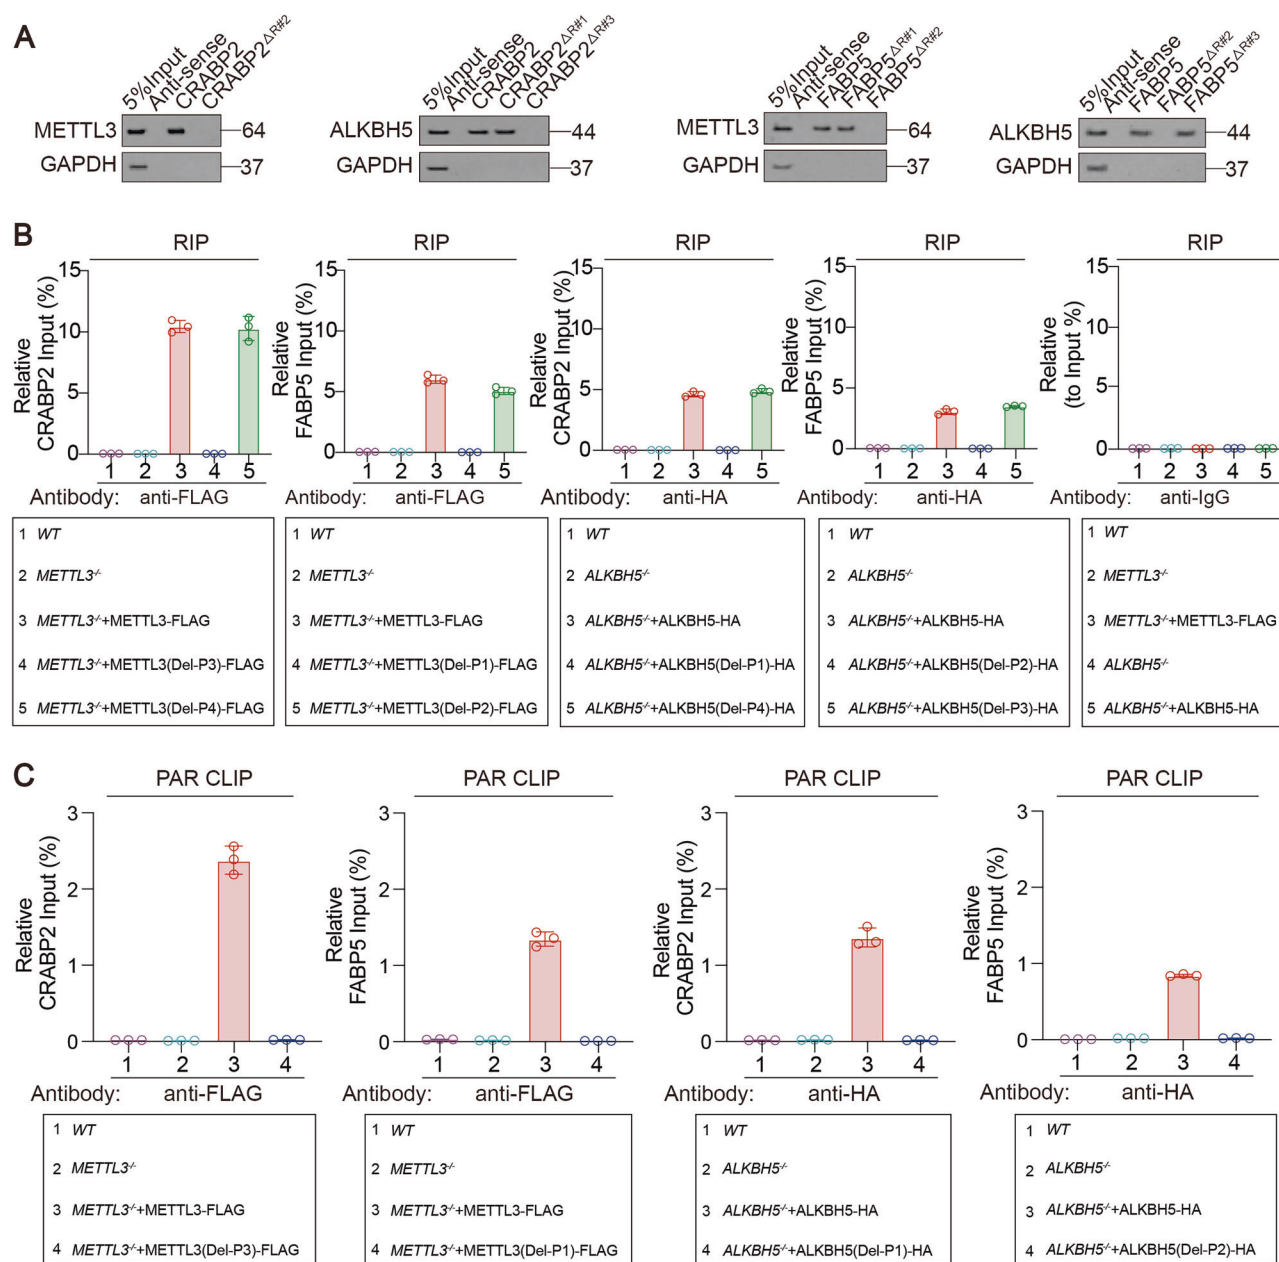 A
5%Input
Anti-sense
CRABP2
CRABP2ΔR#2
METTL3
64
GAPDH
37
5%Input
Anti-sense
CRABP2
CRABP2ΔR#1
CRABP2ΔR#3
ALKBH5
44
GAPDH
37
5%Input
Anti-sense
FABP5
FABP5ΔR#1
FABP5ΔR#2
METTL3
64
GAPDH
37
5%Input
Anti-sense
FABP5
FABP5ΔR#2
FABP5ΔR#3
ALKBH5
44
GAPDH
37
B
RIP
Relative
CRABP2 Input (%)
15
10
5
0
1 2 3 4 5
Antibody: anti-FLAG
1 WT
2 METTL3-/-
3 METTL3-/-+METTL3-FLAG
4 METTL3-/-+METTL3(Del-P3)-FLAG
5 METTL3-/-+METTL3(Del-P4)-FLAG
RIP
Relative
FABP5 Input (%)
15
10
5
0
1 2 3 4 5
Antibody: anti-FLAG
1 WT
2 METTL3-/-
3 METTL3-/-+METTL3-FLAG
4 METTL3-/-+METTL3(Del-P1)-FLAG
5 METTL3-/-+METTL3(Del-P2)-FLAG
RIP
Relative
CRABP2 Input (%)
15
10
5
0
1 2 3 4 5
Antibody: anti-HA
1 WT
2 ALKBH5-/-
3 ALKBH5-/-+ALKBH5-HA
4 ALKBH5-/-+ALKBH5(Del-P1)-HA
5 ALKBH5-/-+ALKBH5(Del-P4)-HA
RIP
Relative
FABP5 Input (%)
15
10
5
0
1 2 3 4 5
Antibody: anti-HA
1 WT
2 ALKBH5-/-
3 ALKBH5-/-+ALKBH5-HA
4 ALKBH5-/-+ALKBH5(Del-P2)-HA
5 ALKBH5-/-+ALKBH5(Del-P3)-HA
RIP
Relative
(to Input %)
15
10
5
0
1 2 3 4 5
Antibody: anti-IgG
1 WT
2 METTL3-/-
3 METTL3-/-+METTL3-FLAG
4 ALKBH5-/-
5 ALKBH5-/-+ALKBH5-HA
C
PAR CLIP
Relative
CRABP2 Input (%)
3
2
1
0
1 2 3 4
Antibody: anti-FLAG
1 WT
2 METTL3-/-
3 METTL3-/-+METTL3-FLAG
4 METTL3-/-+METTL3(Del-P3)-FLAG
PAR CLIP
Relative
FABP5 Input (%)
3
2
1
0
1 2 3 4
Antibody: anti-FLAG
1 WT
2 METTL3-/-
3 METTL3-/-+METTL3-FLAG
4 METTL3-/-+METTL3(Del-P1)-FLAG
PAR CLIP
Relative
CRABP2 Input (%)
3
2
1
0
1 2 3 4
Antibody: anti-HA
1 WT
2 ALKBH5-/-
3 ALKBH5-/-+ALKBH5-HA
4 ALKBH5-/-+ALKBH5(Del-P1)-HA
PAR CLIP
Relative
FABP5 Input (%)
3
2
1
0
1 2 3 4
Antibody: anti-HA
1 WT
2 ALKBH5-/-
3 ALKBH5-/-+ALKBH5-HA
4 ALKBH5-/-+ALKBH5(Del-P2)-HA